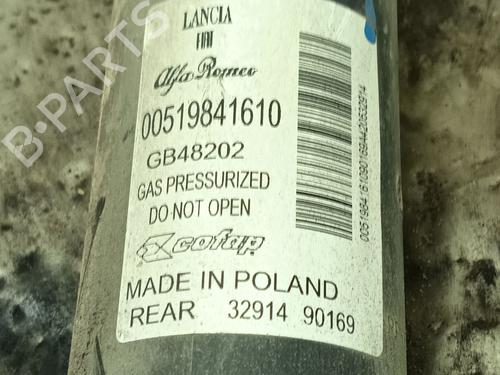 LANCIA
FIAT
Alfa Romeo
00519841610
GB48202
GAS PRESSURIZED
DO NOT OPEN
cofap
MADE IN POLAND
REAR 32914 90169
B-PARTS